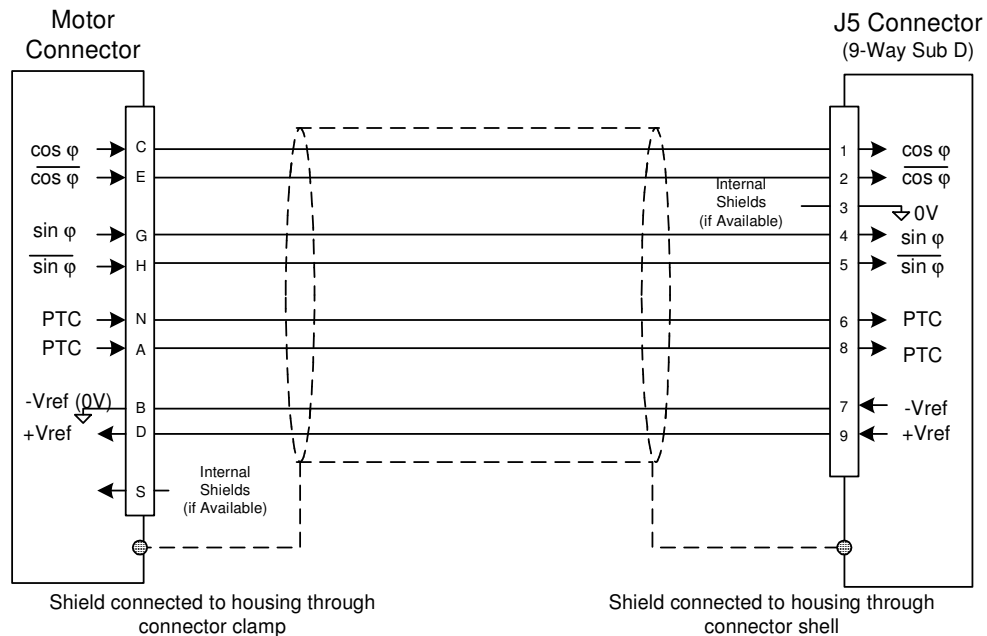 Motor
Connector
J5 Connector
(9-Way Sub D)
cos φ
C
1
cos φ
cos φ
E
2
cos φ
Internal
Shields
(if Available)
3
0V
sin φ
G
4
sin φ
sin φ
H
5
sin φ
PTC
N
6
PTC
PTC
A
8
PTC
-Vref (0V)
B
7
-Vref
+Vref
D
9
+Vref
S
Internal
Shields
(if Available)
Shield connected to housing through
connector clamp
Shield connected to housing through
connector shell